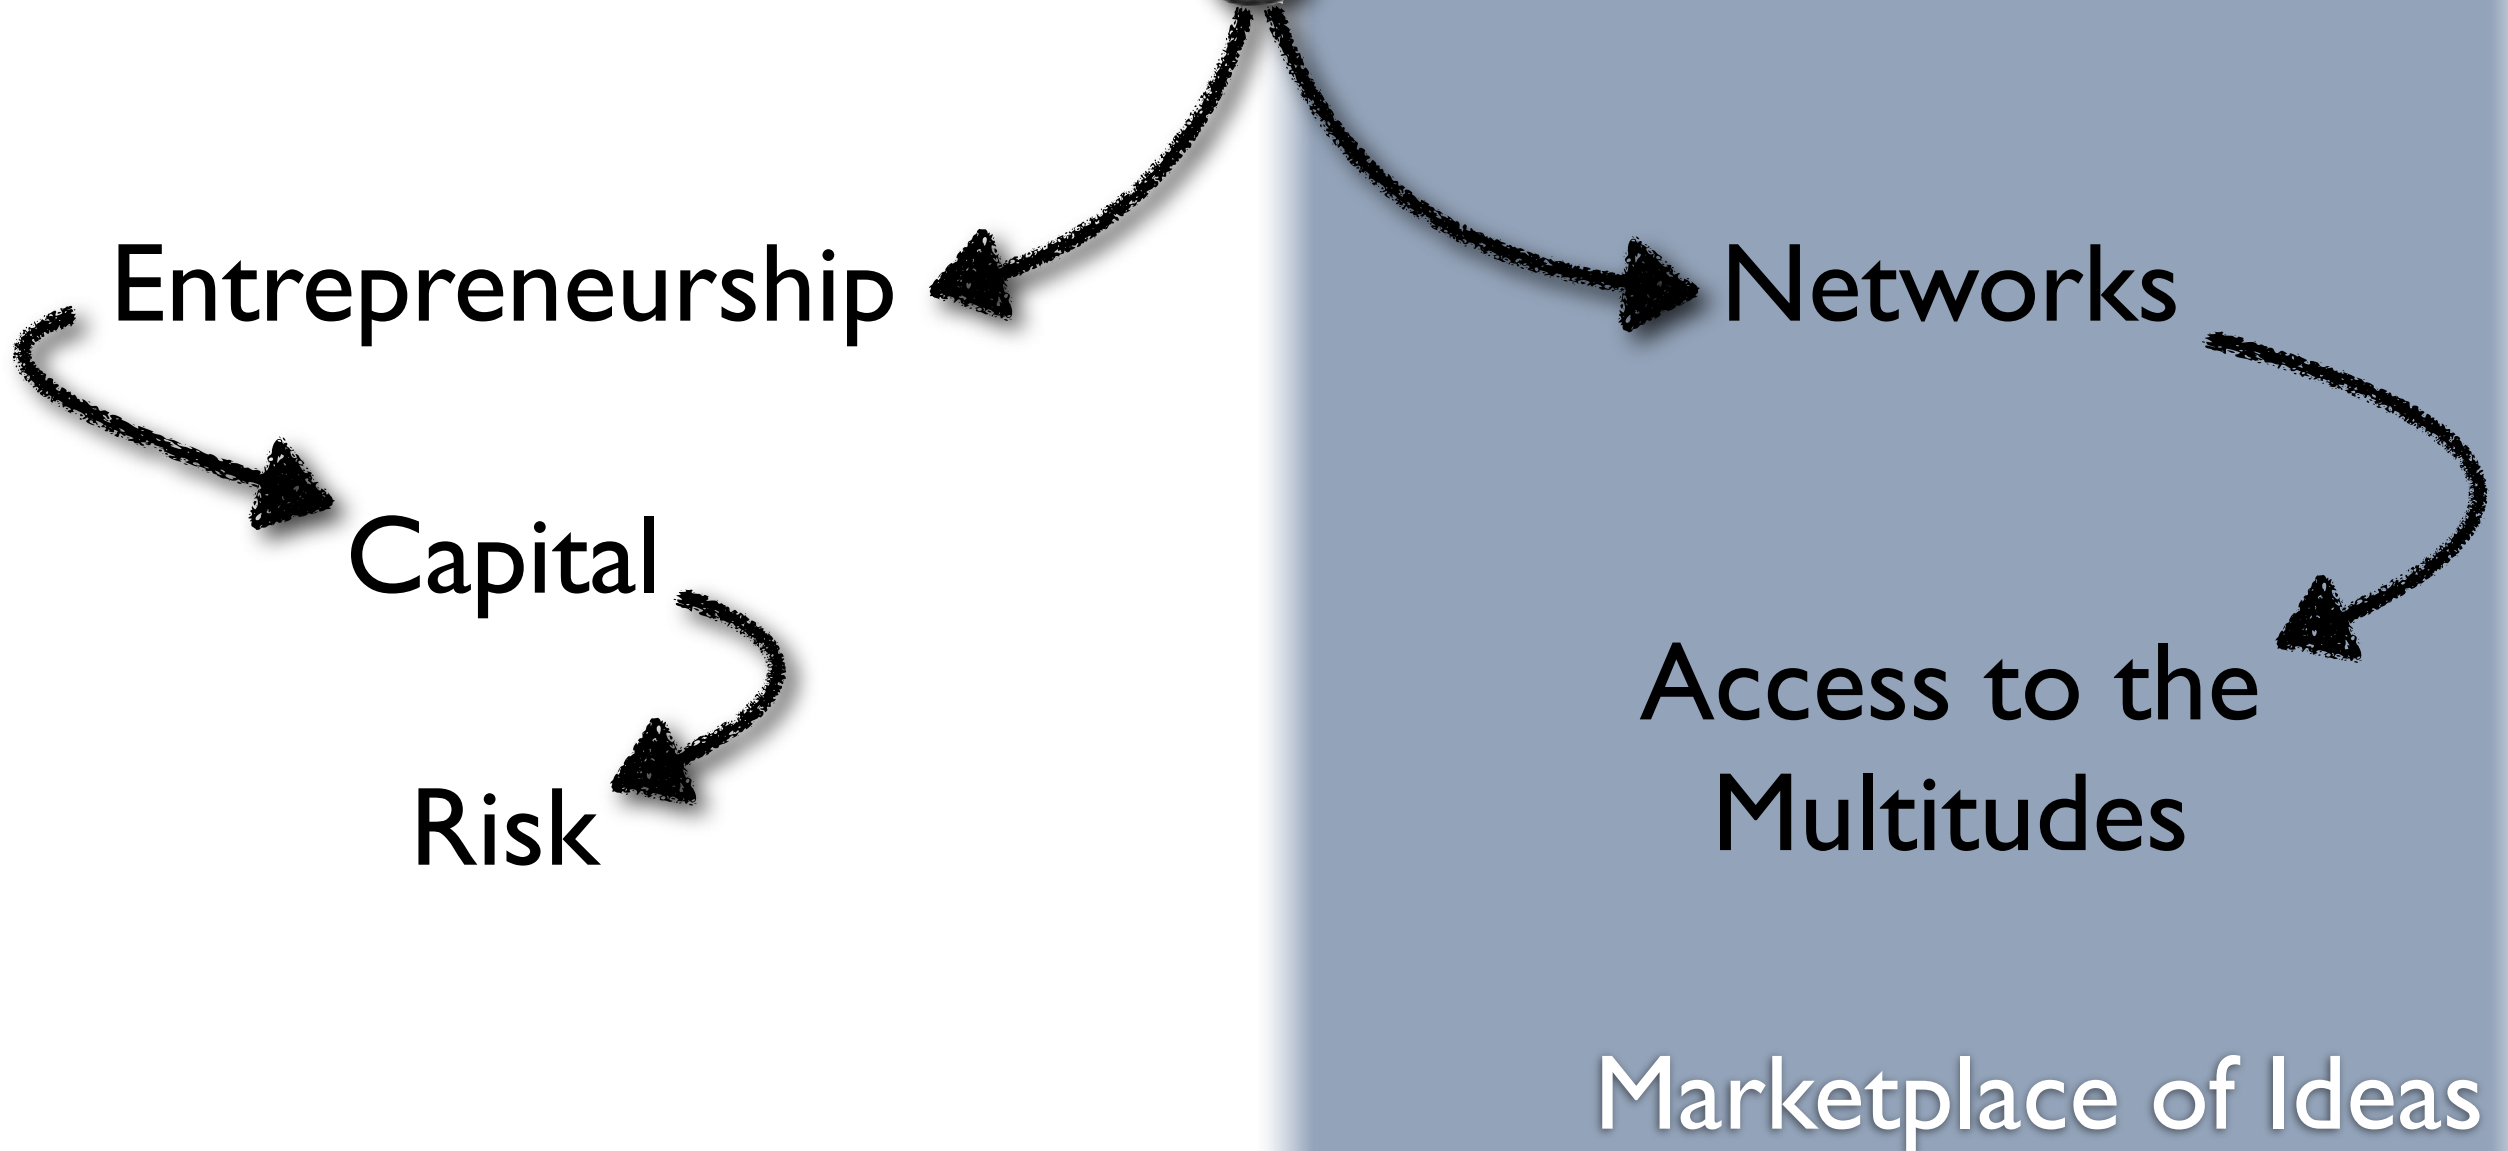 Entrepreneurship
Capital
Risk
Networks
Access to the
Multitudes
Marketplace of Ideas